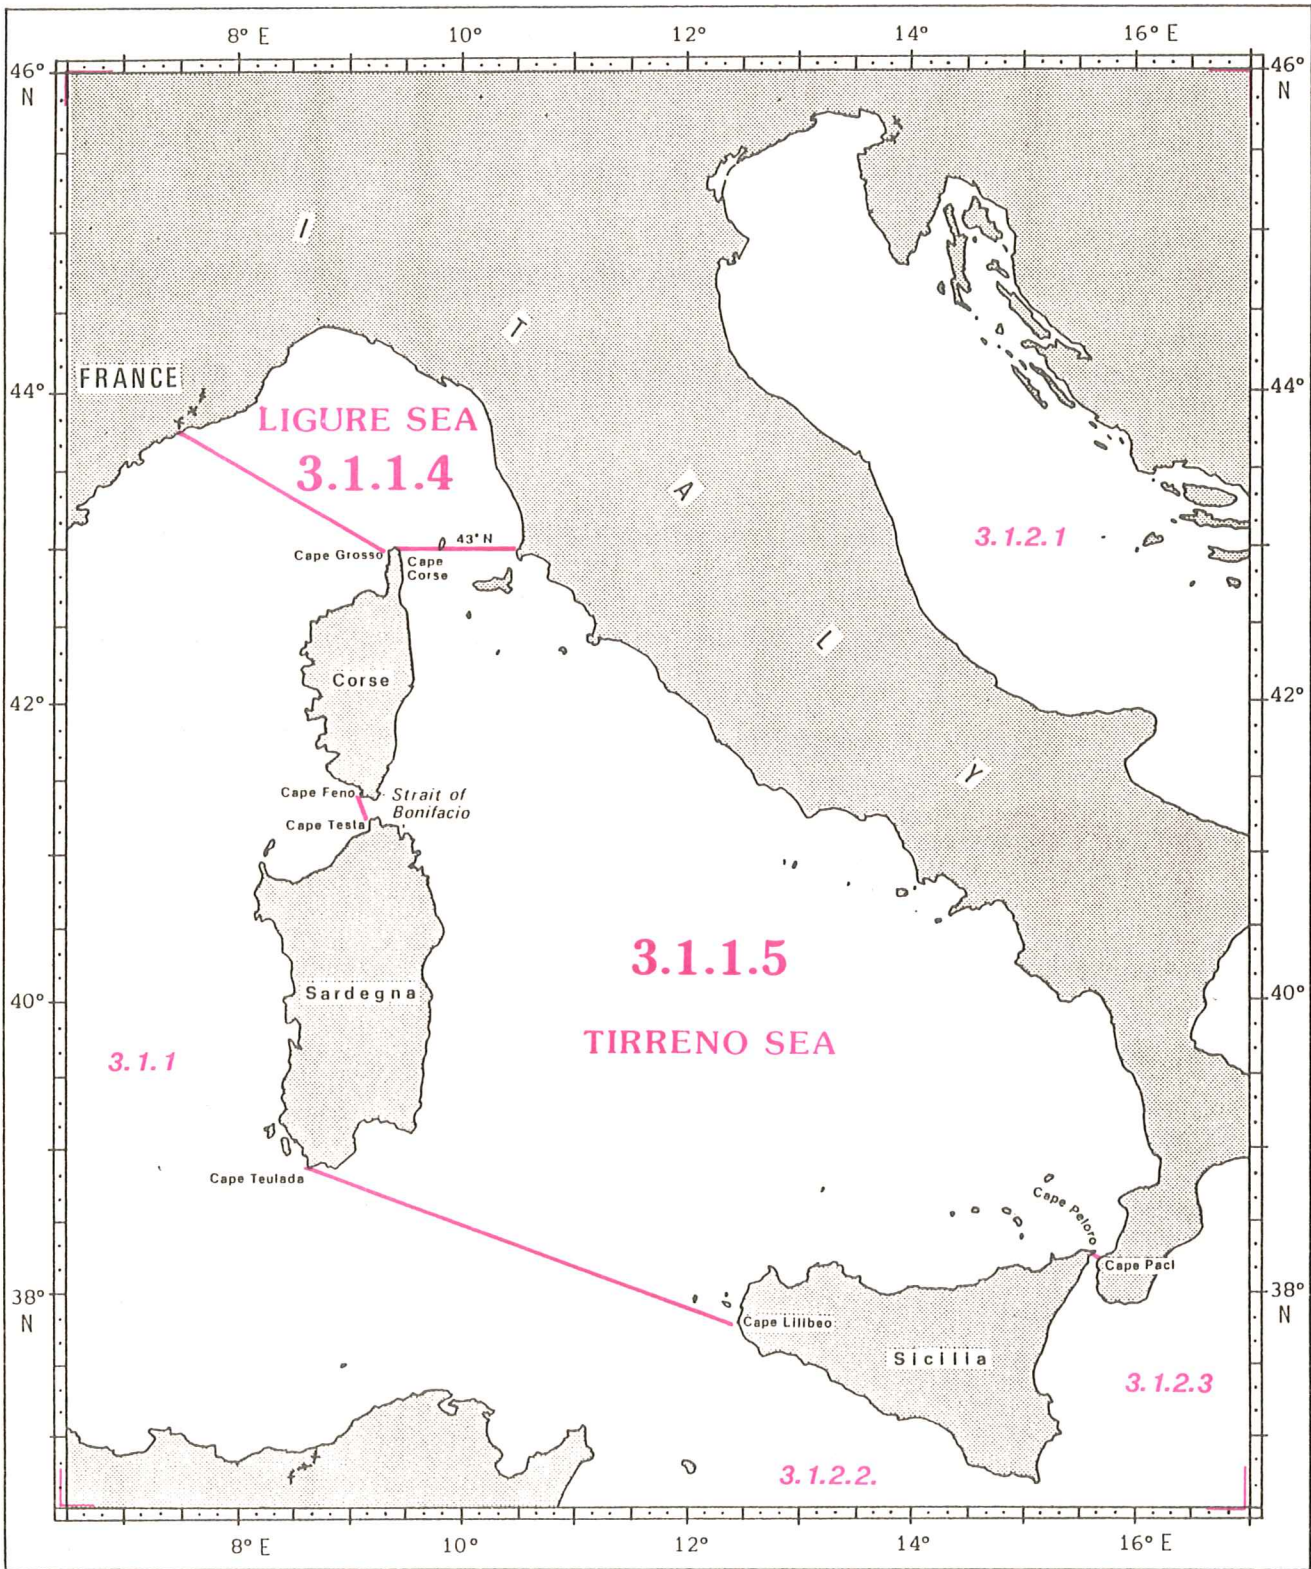 8° E 10° 12° 14° 16° E
46° 46°
N N
I
T
FRANCE
44° 44°
LIGURE SEA
3.1.1.4
A
3.1.2.1
43° N
Cape Grosso
Cape
Corse
L
Corse
42° 42°
Y
Cape Feno
Strait of
Bonifacio
Cape Testa
3.1.1.5
Sardegna
40° 40°
TIRRENO SEA
3.1.1
Cape Teulada
Cape Peloro
Cape Paci
38° 38°
N N
Cape Lilibeo
Sicilia
3.1.2.3
3.1.2.2.
8° E 10° 12° 14° 16° E